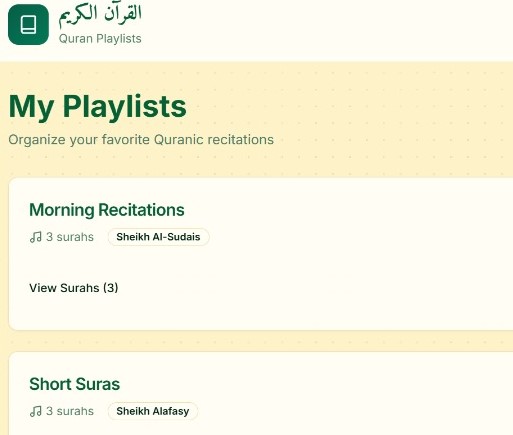 القرآن الكريم
Quran Playlists
My Playlists
Organize your favorite Quranic recitations
Morning Recitations
3 surahs Sheikh Al-Sudais
View Surahs (3)
Short Suras
3 surahs Sheikh Alafasy